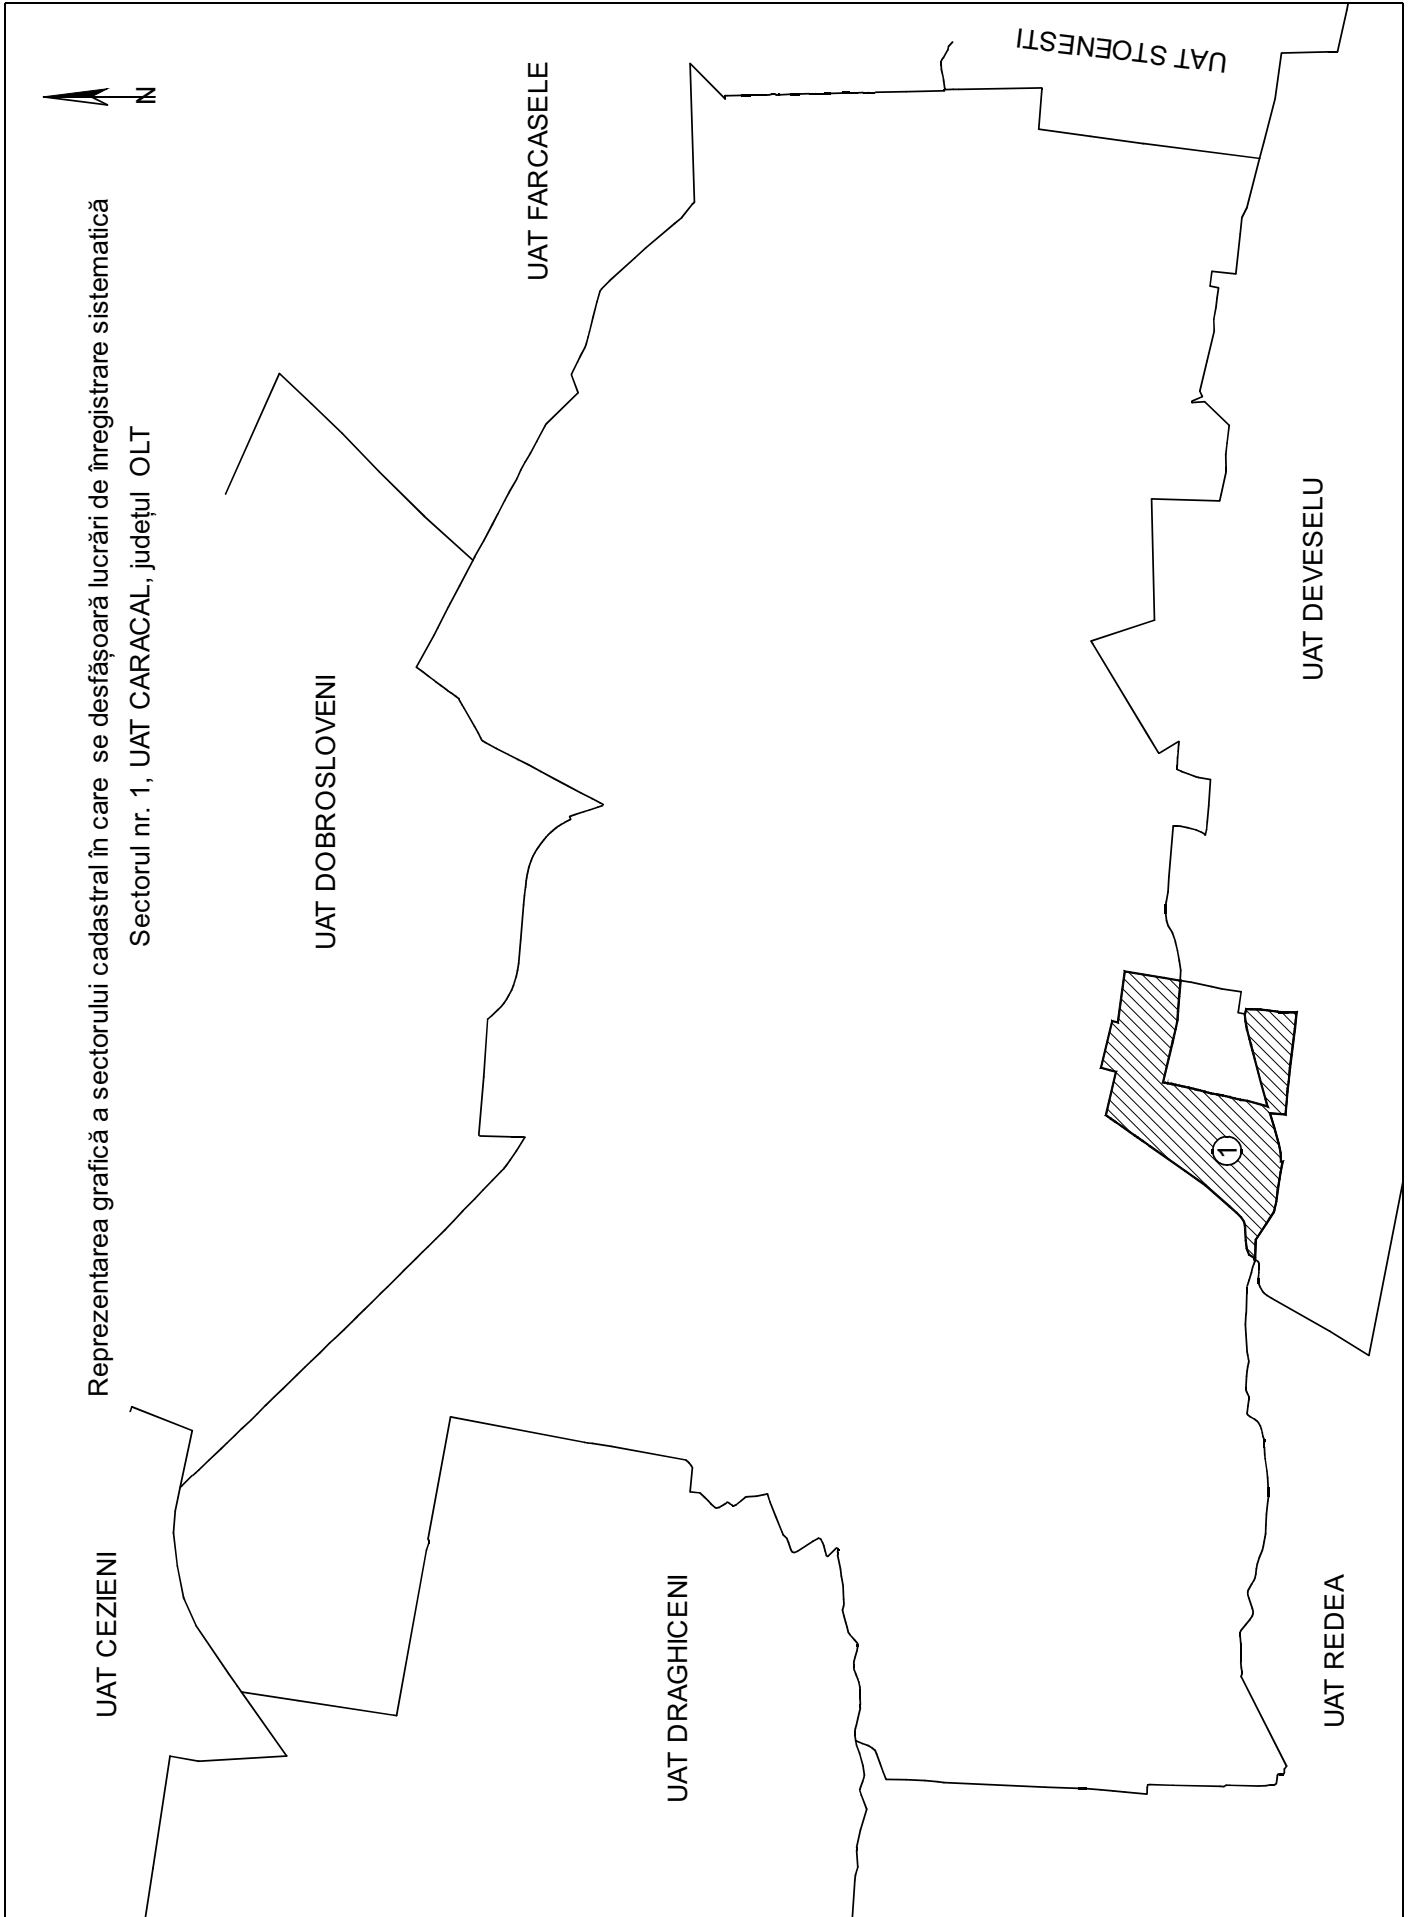 Reprezentarea grafică a sectorului cadastral în care se desfășoară lucrări de înregistrare sistematică
Sectorul nr. 1, UAT CARACAL, județul OLT
N
UAT CEZIENI
UAT DOBROSLOVENI
UAT FARCASELE
UAT STOENESTI
UAT DRAGHICENI
1
UAT REDEA
UAT DEVESELU